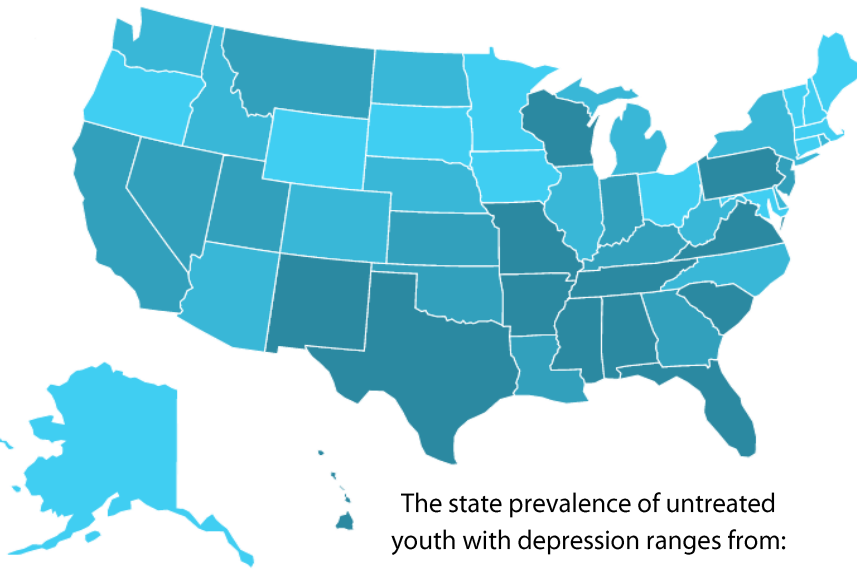 The state prevalence of untreated
youth with depression ranges from: